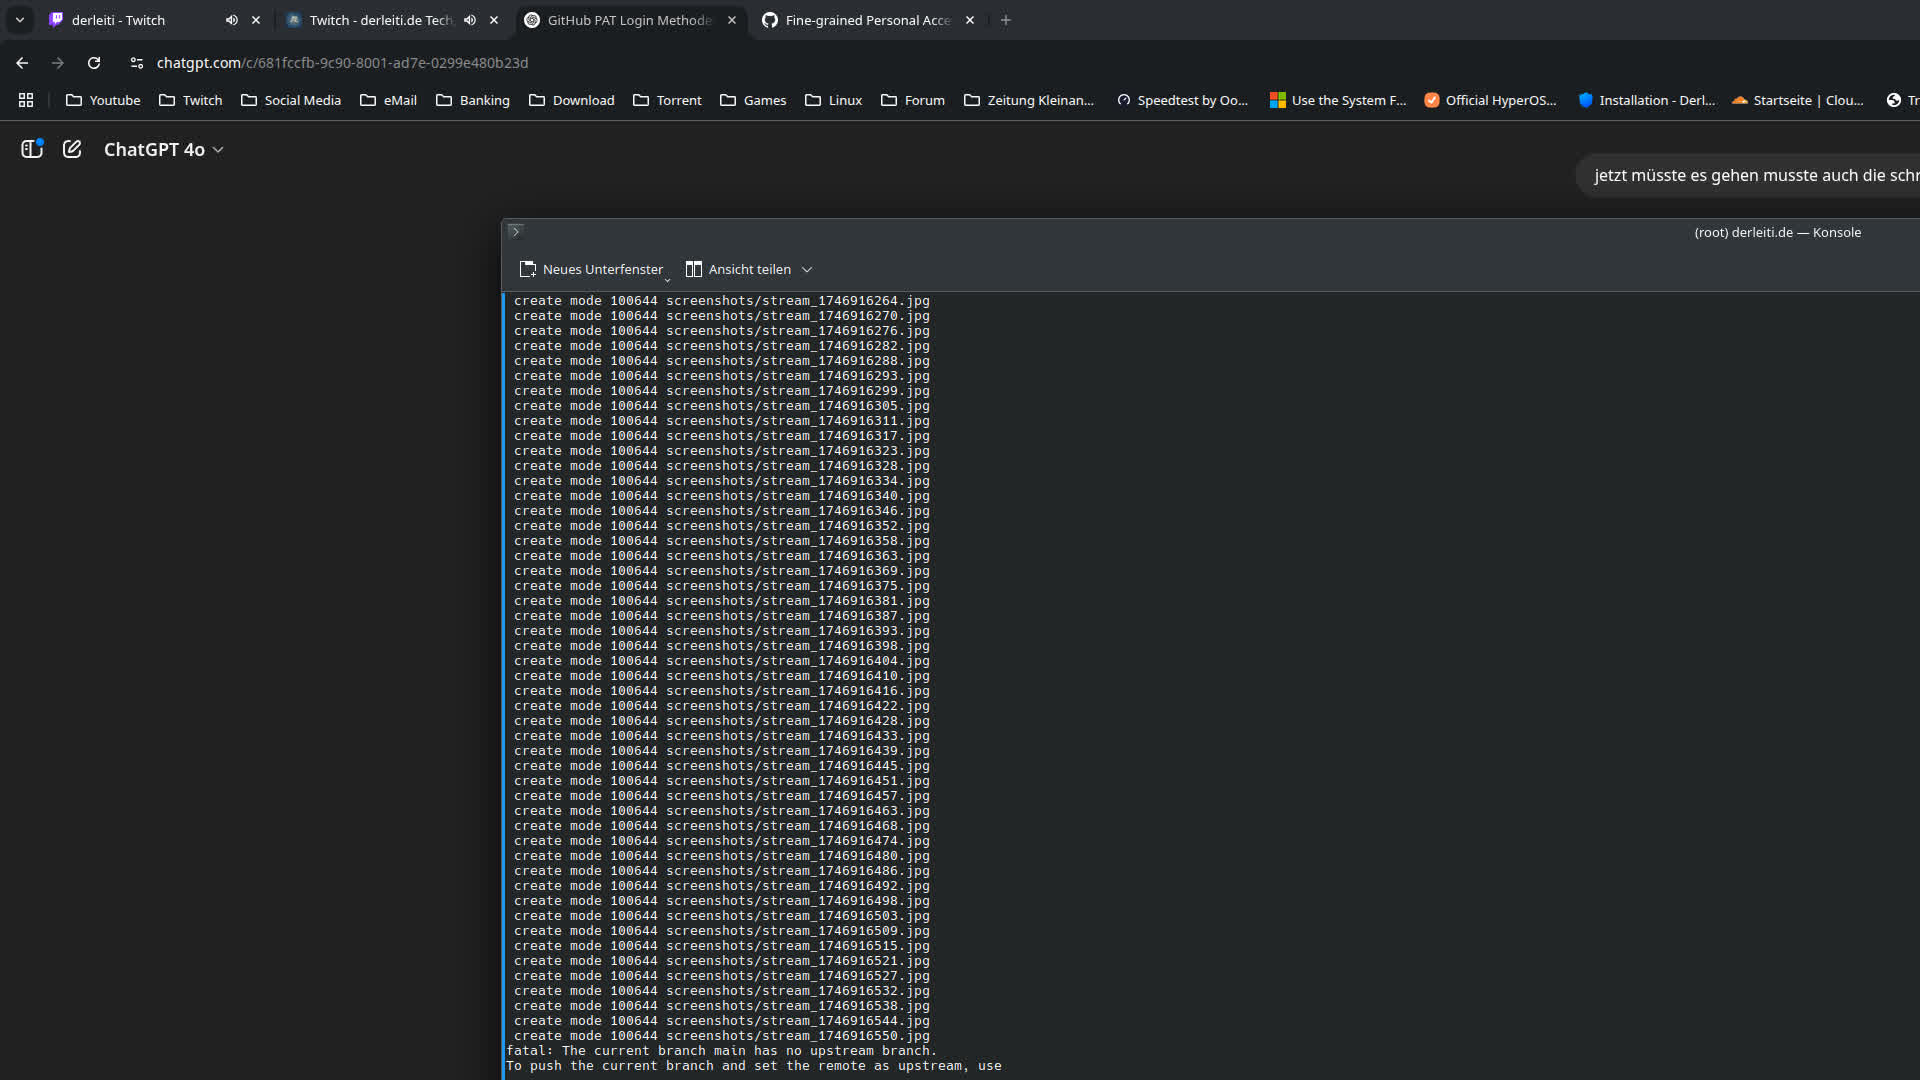 derleiti - Twitch
Twitch - derleiti.de Tech
GitHub PAT Login Methode
Fine-grained Personal Acce
chatgpt.com/c/681fccfb-9c90-8001-ad7e-0299e480b23d
Youtube Twitch Social Media eMail Banking Download Torrent Games Linux Forum Zeitung Kleinan... Speedtest by Oo... Use the System F... Official HyperOS... Installation - Derl... Startseite | Clou... Tr
ChatGPT 4o
jetzt müsste es gehen musste auch die schr
(root) derleiti.de — Konsole
Neues Unterfenster Ansicht teilen
create mode 100644 screenshots/stream_1746916264.jpg
create mode 100644 screenshots/stream_1746916270.jpg
create mode 100644 screenshots/stream_1746916276.jpg
create mode 100644 screenshots/stream_1746916282.jpg
create mode 100644 screenshots/stream_1746916288.jpg
create mode 100644 screenshots/stream_1746916293.jpg
create mode 100644 screenshots/stream_1746916299.jpg
create mode 100644 screenshots/stream_1746916305.jpg
create mode 100644 screenshots/stream_1746916311.jpg
create mode 100644 screenshots/stream_1746916317.jpg
create mode 100644 screenshots/stream_1746916323.jpg
create mode 100644 screenshots/stream_1746916328.jpg
create mode 100644 screenshots/stream_1746916334.jpg
create mode 100644 screenshots/stream_1746916340.jpg
create mode 100644 screenshots/stream_1746916346.jpg
create mode 100644 screenshots/stream_1746916352.jpg
create mode 100644 screenshots/stream_1746916358.jpg
create mode 100644 screenshots/stream_1746916363.jpg
create mode 100644 screenshots/stream_1746916369.jpg
create mode 100644 screenshots/stream_1746916375.jpg
create mode 100644 screenshots/stream_1746916381.jpg
create mode 100644 screenshots/stream_1746916387.jpg
create mode 100644 screenshots/stream_1746916393.jpg
create mode 100644 screenshots/stream_1746916398.jpg
create mode 100644 screenshots/stream_1746916404.jpg
create mode 100644 screenshots/stream_1746916410.jpg
create mode 100644 screenshots/stream_1746916416.jpg
create mode 100644 screenshots/stream_1746916422.jpg
create mode 100644 screenshots/stream_1746916428.jpg
create mode 100644 screenshots/stream_1746916433.jpg
create mode 100644 screenshots/stream_1746916439.jpg
create mode 100644 screenshots/stream_1746916445.jpg
create mode 100644 screenshots/stream_1746916451.jpg
create mode 100644 screenshots/stream_1746916457.jpg
create mode 100644 screenshots/stream_1746916463.jpg
create mode 100644 screenshots/stream_1746916468.jpg
create mode 100644 screenshots/stream_1746916474.jpg
create mode 100644 screenshots/stream_1746916480.jpg
create mode 100644 screenshots/stream_1746916486.jpg
create mode 100644 screenshots/stream_1746916492.jpg
create mode 100644 screenshots/stream_1746916498.jpg
create mode 100644 screenshots/stream_1746916503.jpg
create mode 100644 screenshots/stream_1746916509.jpg
create mode 100644 screenshots/stream_1746916515.jpg
create mode 100644 screenshots/stream_1746916521.jpg
create mode 100644 screenshots/stream_1746916527.jpg
create mode 100644 screenshots/stream_1746916532.jpg
create mode 100644 screenshots/stream_1746916538.jpg
create mode 100644 screenshots/stream_1746916544.jpg
create mode 100644 screenshots/stream_1746916550.jpg
fatal: The current branch main has no upstream branch.
To push the current branch and set the remote as upstream, use